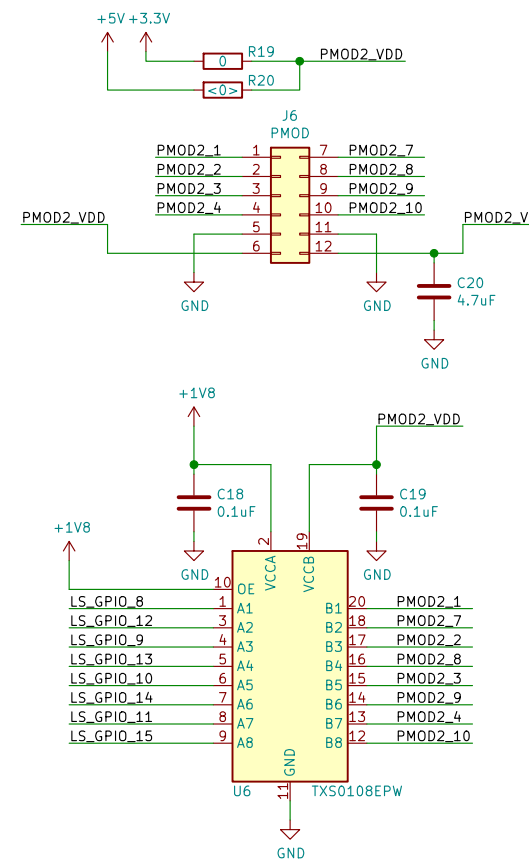 +5V +3.3V
0 R19 PMOD2_VDD
<0> R20
J6
PMOD
PMOD2_1 1 7 PMOD2_7
PMOD2_2 2 8 PMOD2_8
PMOD2_3 3 9 PMOD2_9
PMOD2_4 4 10 PMOD2_10
PMOD2_VDD 5 11 PMOD2_V
6 12
C20
4.7uF
GND GND
GND
+1V8
PMOD2_VDD
C18 C19
0.1uF 0.1uF
+1V8
2 19
GND VCCA VCCB GND
10 OE
LS_GPIO_8 1 A1 B1 20 PMOD2_1
LS_GPIO_12 3 A2 B2 18 PMOD2_7
LS_GPIO_9 4 A3 B3 17 PMOD2_2
LS_GPIO_13 5 A4 B4 16 PMOD2_8
LS_GPIO_10 6 A5 B5 15 PMOD2_3
LS_GPIO_14 7 A6 B6 14 PMOD2_9
LS_GPIO_11 8 A7 B7 13 PMOD2_4
LS_GPIO_15 9 A8 B8 12 PMOD2_10
GND
U6 11 TXS0108EPW
GND